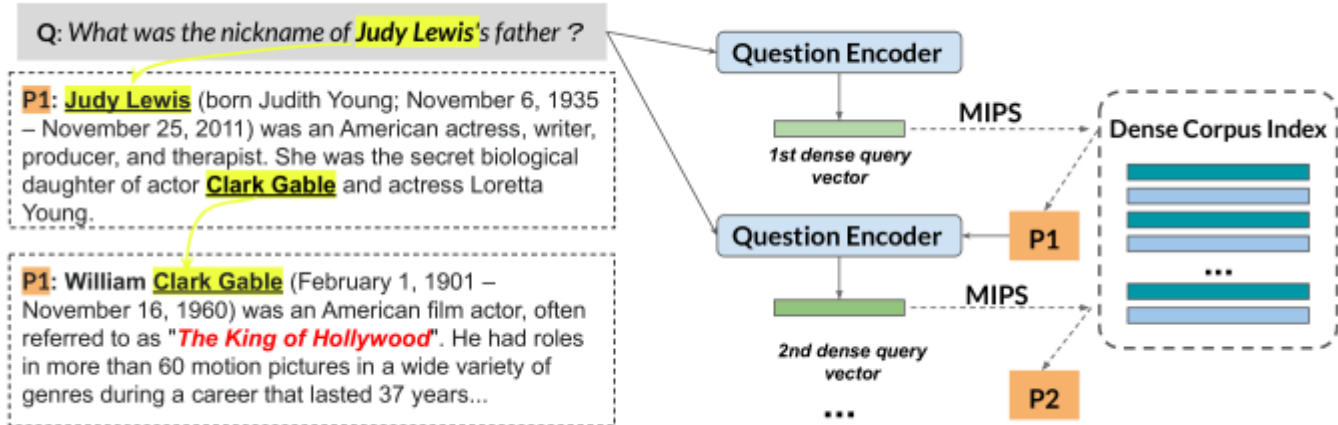 Q: What was the nickname of Judy Lewis's father ?
P1: Judy Lewis (born Judith Young; November 6, 1935
– November 25, 2011) was an American actress, writer,
producer, and therapist. She was the secret biological
daughter of actor Clark Gable and actress Loretta
Young.
P1: William Clark Gable (February 1, 1901 –
November 16, 1960) was an American film actor, often
referred to as "The King of Hollywood". He had roles
in more than 60 motion pictures in a wide variety of
genres during a career that lasted 37 years...
Question Encoder
MIPS
1st dense query
vector
Dense Corpus Index
...
Question Encoder
P1
MIPS
2nd dense query
vector
...
P2